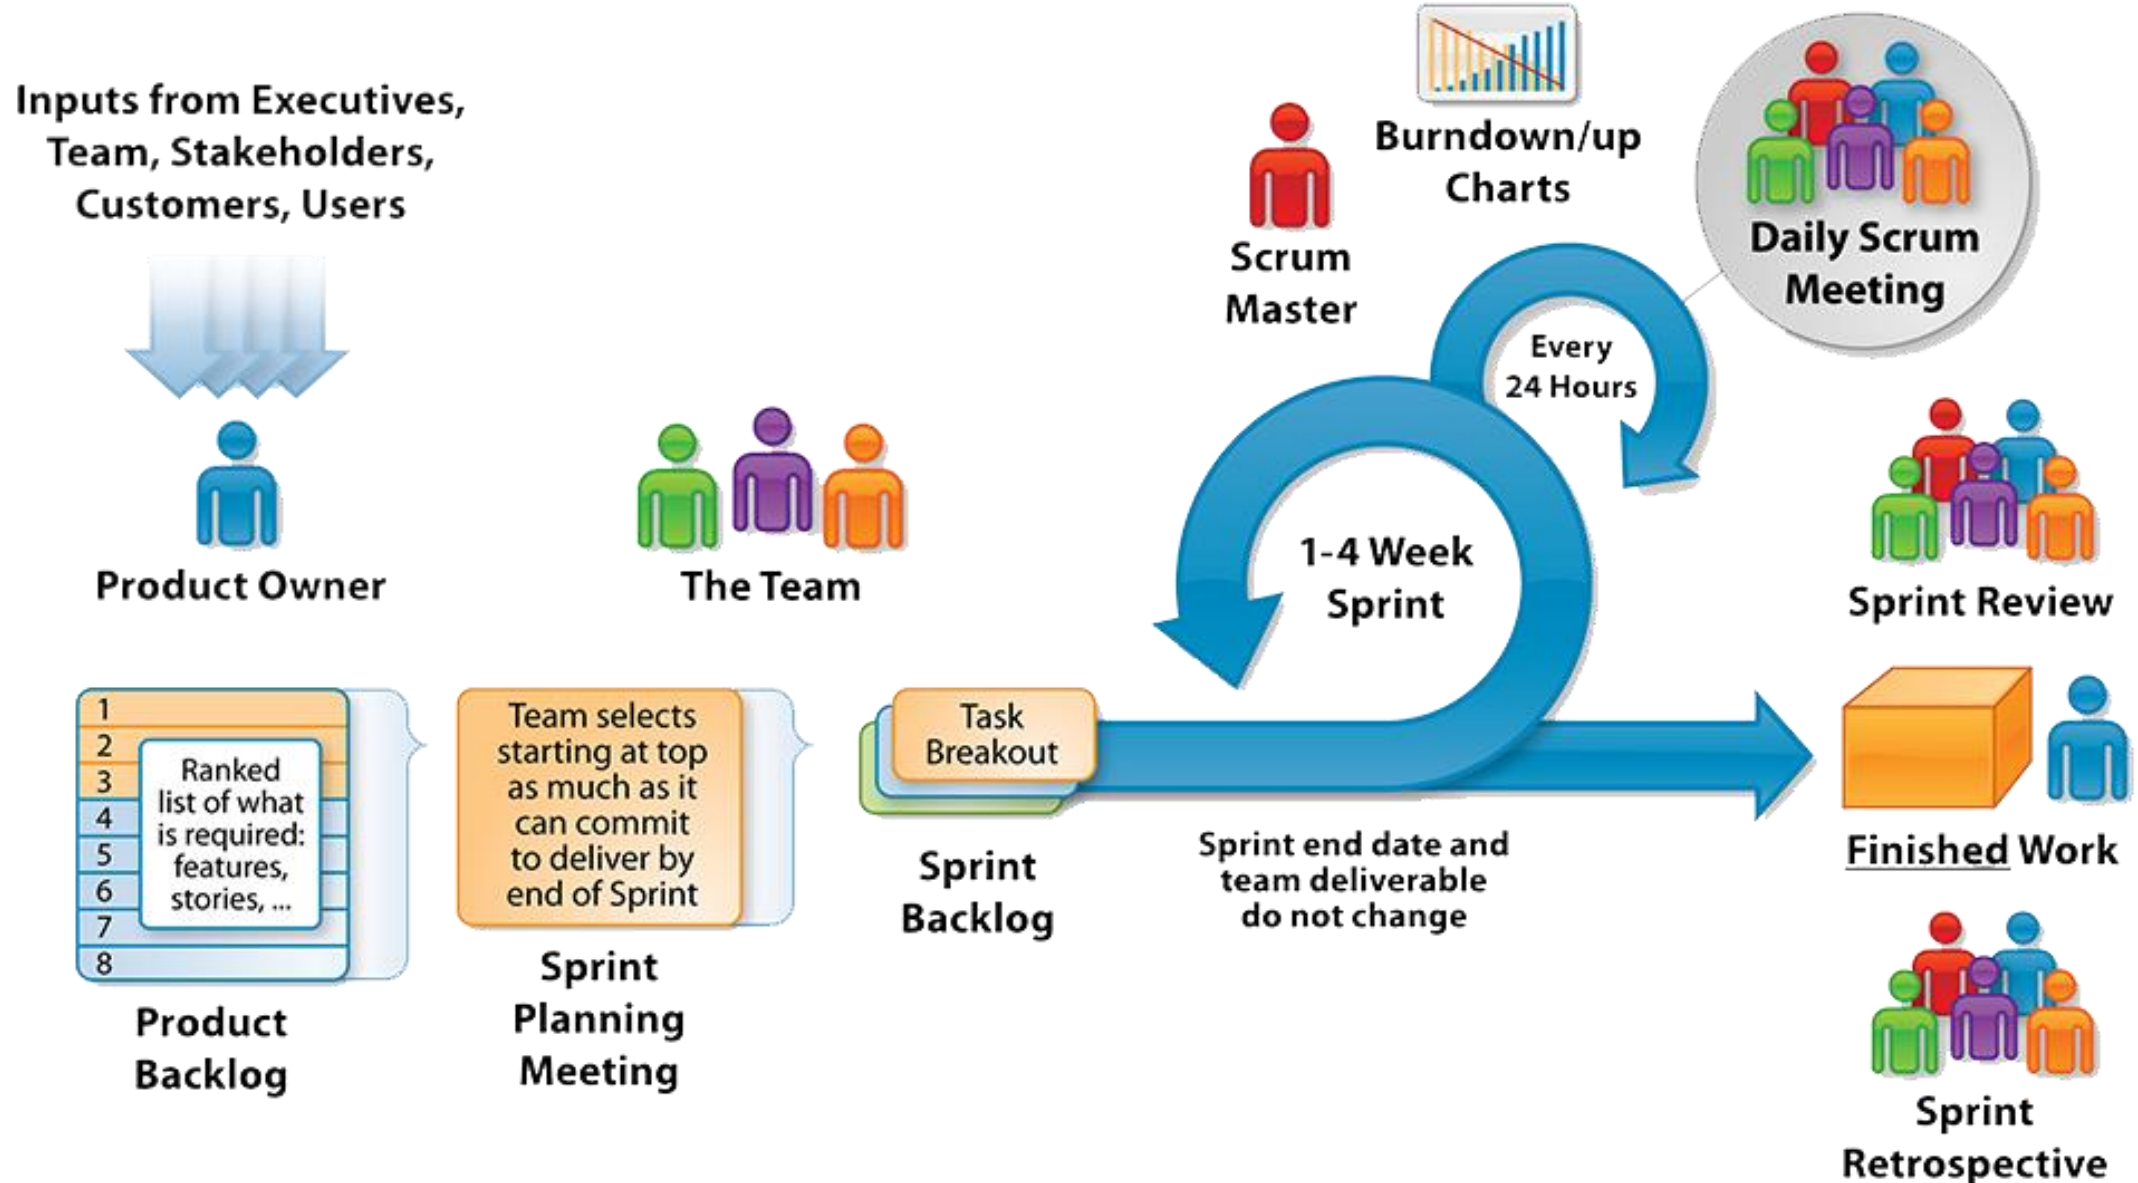 Inputs from Executives,
Team, Stakeholders,
Customers, Users
Product Owner
The Team
1
2
3
4
5
6
7
8
Ranked
list of what
is required:
features,
stories, ...
Product
Backlog
Team selects
starting at top
as much as it
can commit
to deliver by
end of Sprint
Sprint
Planning
Meeting
Task
Breakout
Sprint
Backlog
Scrum
Master
Burndown/up
Charts
Daily Scrum
Meeting
Every
24 Hours
1-4 Week
Sprint
Sprint end date and
team deliverable
do not change
Sprint Review
Finished Work
Sprint
Retrospective